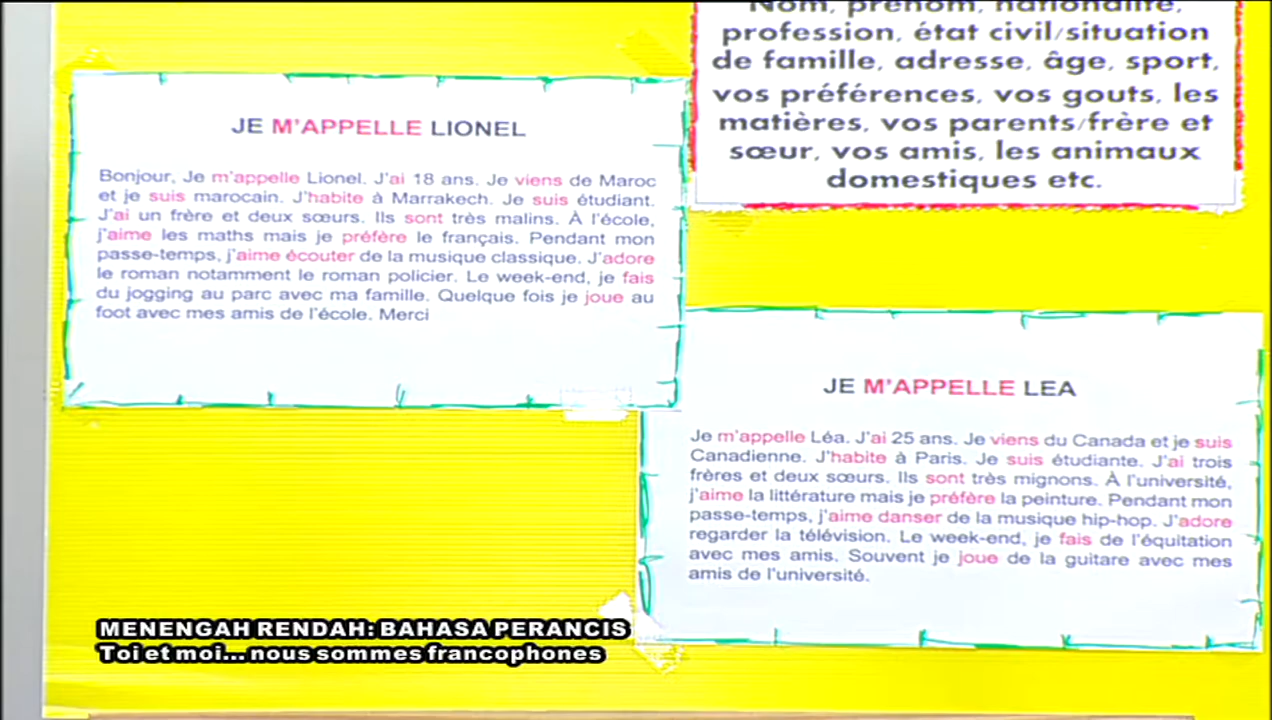 Nom, prénom, nationalité,
profession, état civil/situation
de famille, adresse, âge, sport,
vos préférences, vos gouts, les
matières, vos parents/frère et
sœur, vos amis, les animaux
domestiques etc.
JE M'APPELLE LIONEL
Bonjour, Je m'appelle Lionel. J'ai 18 ans. Je viens de Maroc
et je suis marocain. J'habite à Marrakech. Je suis étudiant.
J'ai un frère et deux sœurs. Ils sont très malins. À l'école,
j'aime les maths mais je préfère le français. Pendant mon
passe-temps, j'aime écouter de la musique classique. J'adore
le roman notamment le roman policier. Le week-end, je fais
du jogging au parc avec ma famille. Quelque fois je joue au
foot avec mes amis de l'école. Merci
JE M'APPELLE LEA
Je m'appelle Léa. J'ai 25 ans. Je viens du Canada et je suis
Canadienne. J'habite à Paris. Je suis étudiante. J'ai trois
frères et deux sœurs. Ils sont très mignons. À l'université,
j'aime la littérature mais je préfère la peinture. Pendant mon
passe-temps, j'aime danser de la musique hip-hop. J'adore
regarder la télévision. Le week-end, je fais de l'équitation
avec mes amis. Souvent je joue de la guitare avec mes
amis de l'université.
MENENGAH RENDAH: BAHASA PERANCIS
Toi et moi... nous sommes francophones